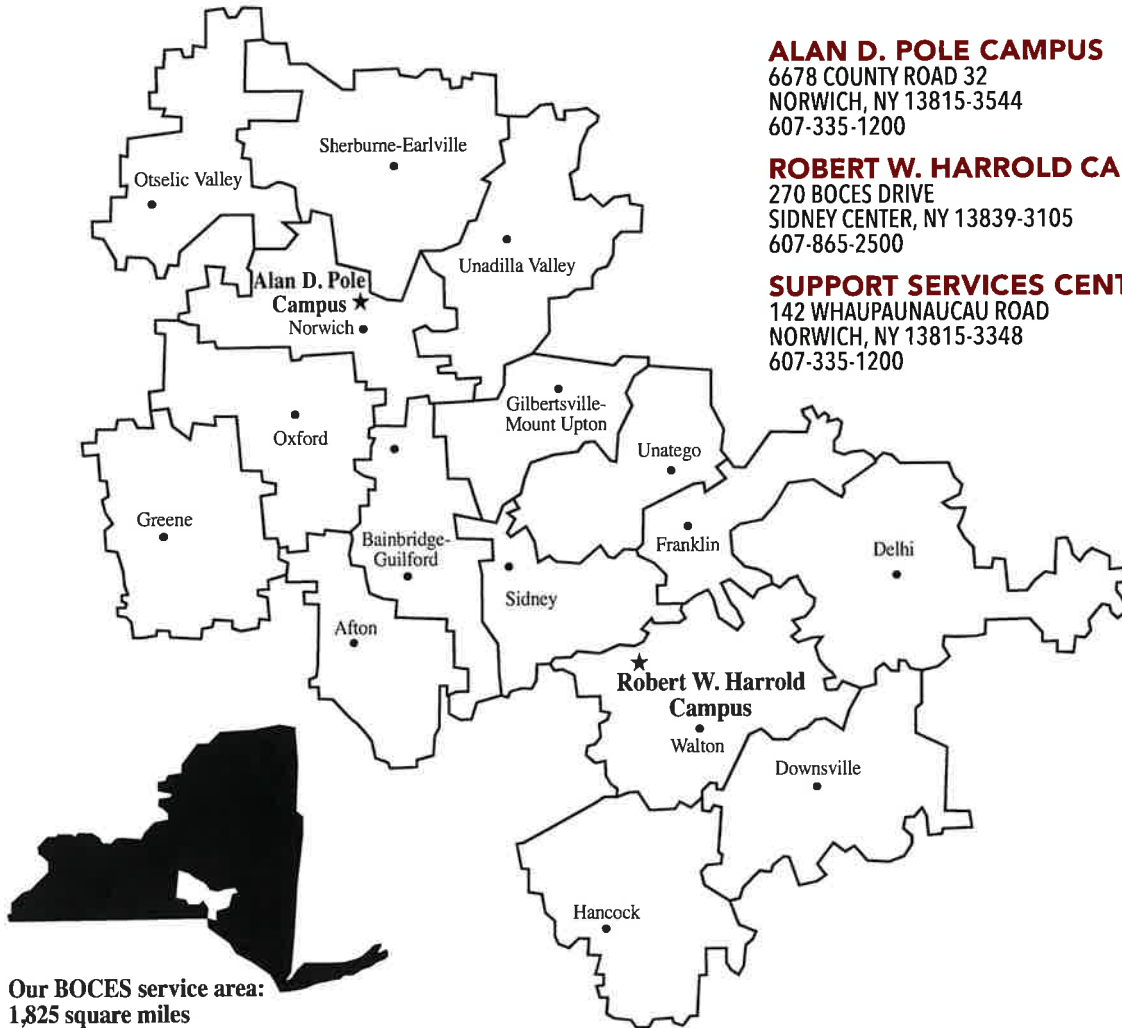 ALAN D. POLE CAMPUS
6678 COUNTY ROAD 32
NORWICH, NY 13815-3544
607-335-1200
ROBERT W. HARROLD CA
270 BOCES DRIVE
SIDNEY CENTER, NY 13839-3105
607-865-2500
SUPPORT SERVICES CENT
142 WHAUPAUNAUCAU ROAD
NORWICH, NY 13815-3348
607-335-1200
Sherburne-Earlville
Otselic Valley
Unadilla Valley
Alan D. Pole
Campus
Norwich
Gilbertsville-
Mount Upton
Oxford
Unatego
Greene
Bainbridge-
Guilford
Franklin
Delhi
Sidney
Afton
Robert W. Harrold
Campus
Walton
Downsville
Hancock
Our BOCES service area:
1,825 square miles